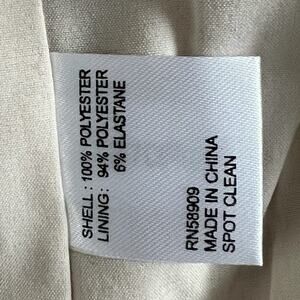 SHELL : 100% POLYESTER
LINING: 94% POLYESTER
6% ELASTANE
RN58909
MADE IN CHINA
SPOT CLEAN